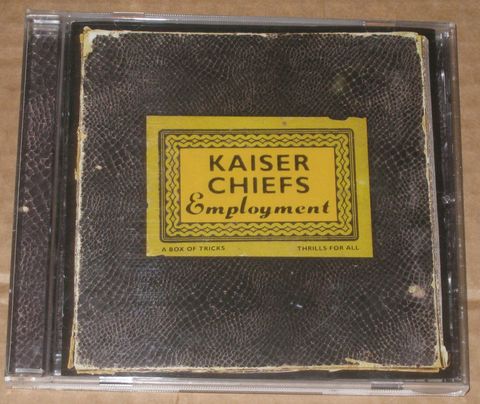 KAISER
CHIEFS
Employment
A BOX OF TRICKS THRILLS FOR ALL